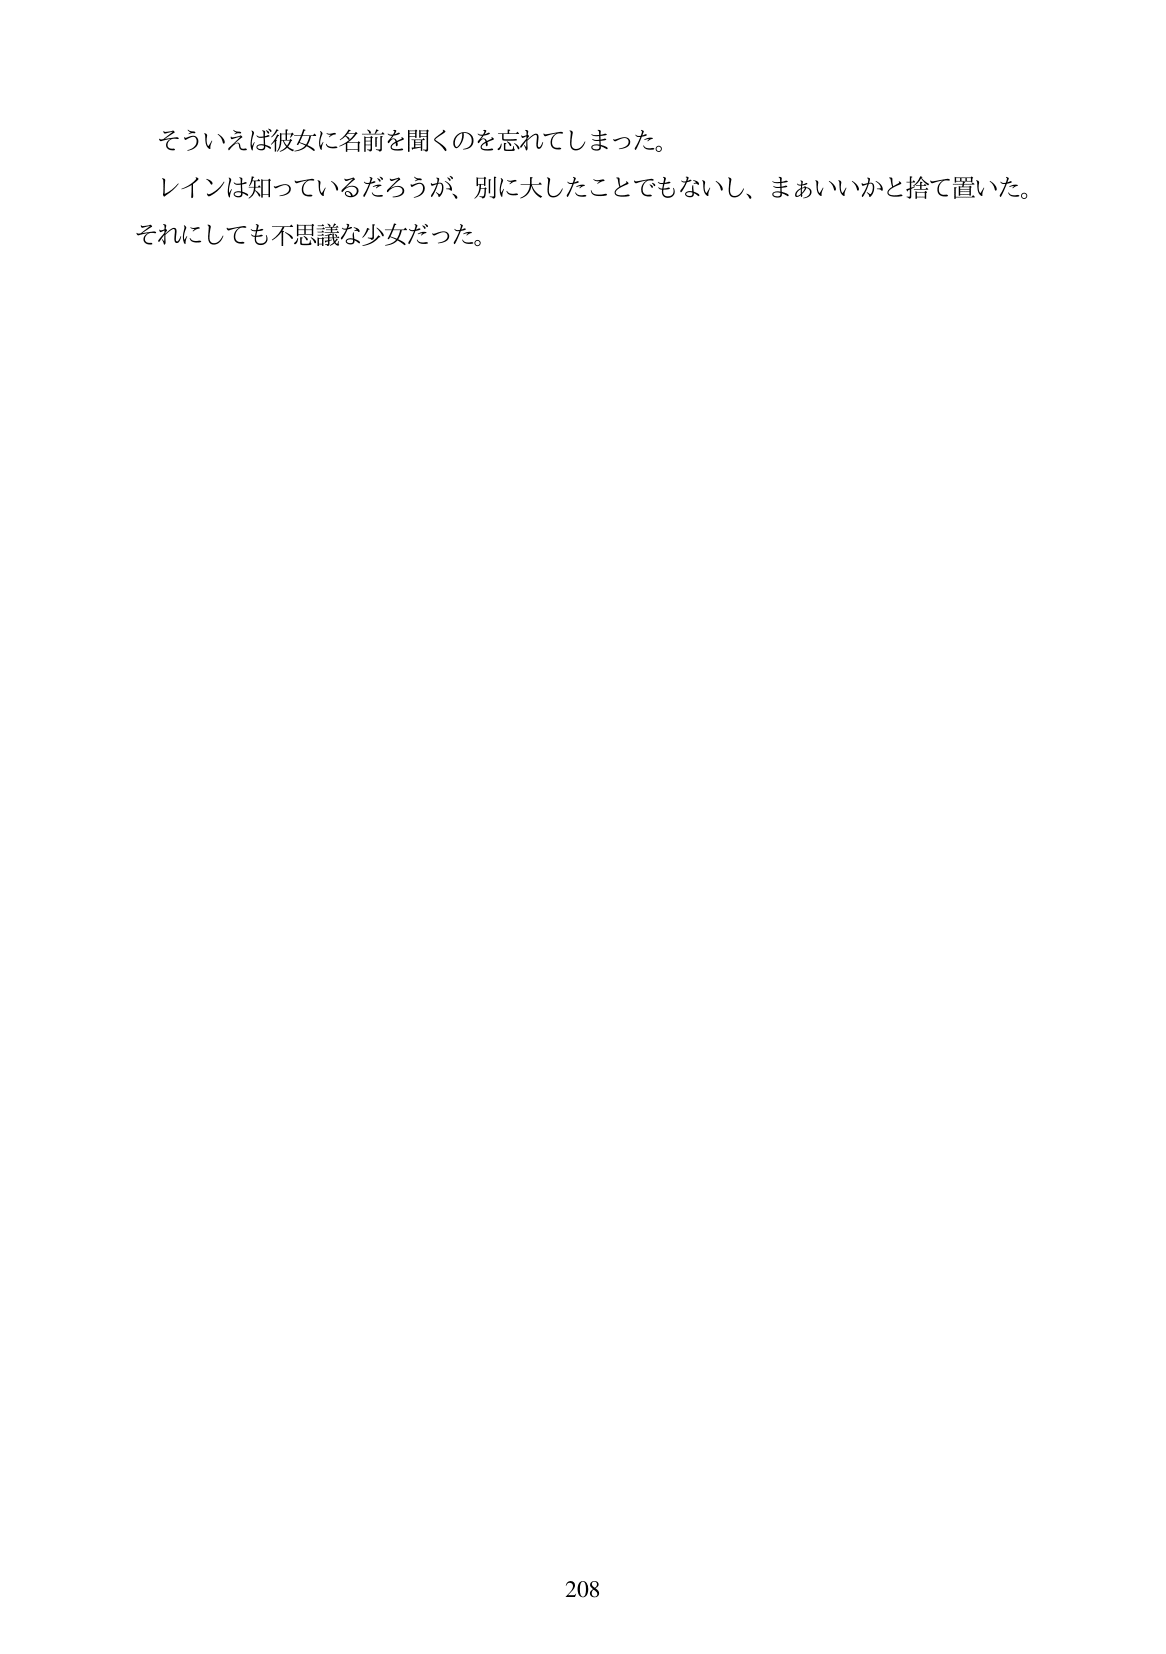 そういえば彼女に名前を聞くのを忘れてしまった。
レインは知っているだろうが、別に大したことでもないし、まぁいいかと捨て置いた。
それにしても不思議な少女だった。
208